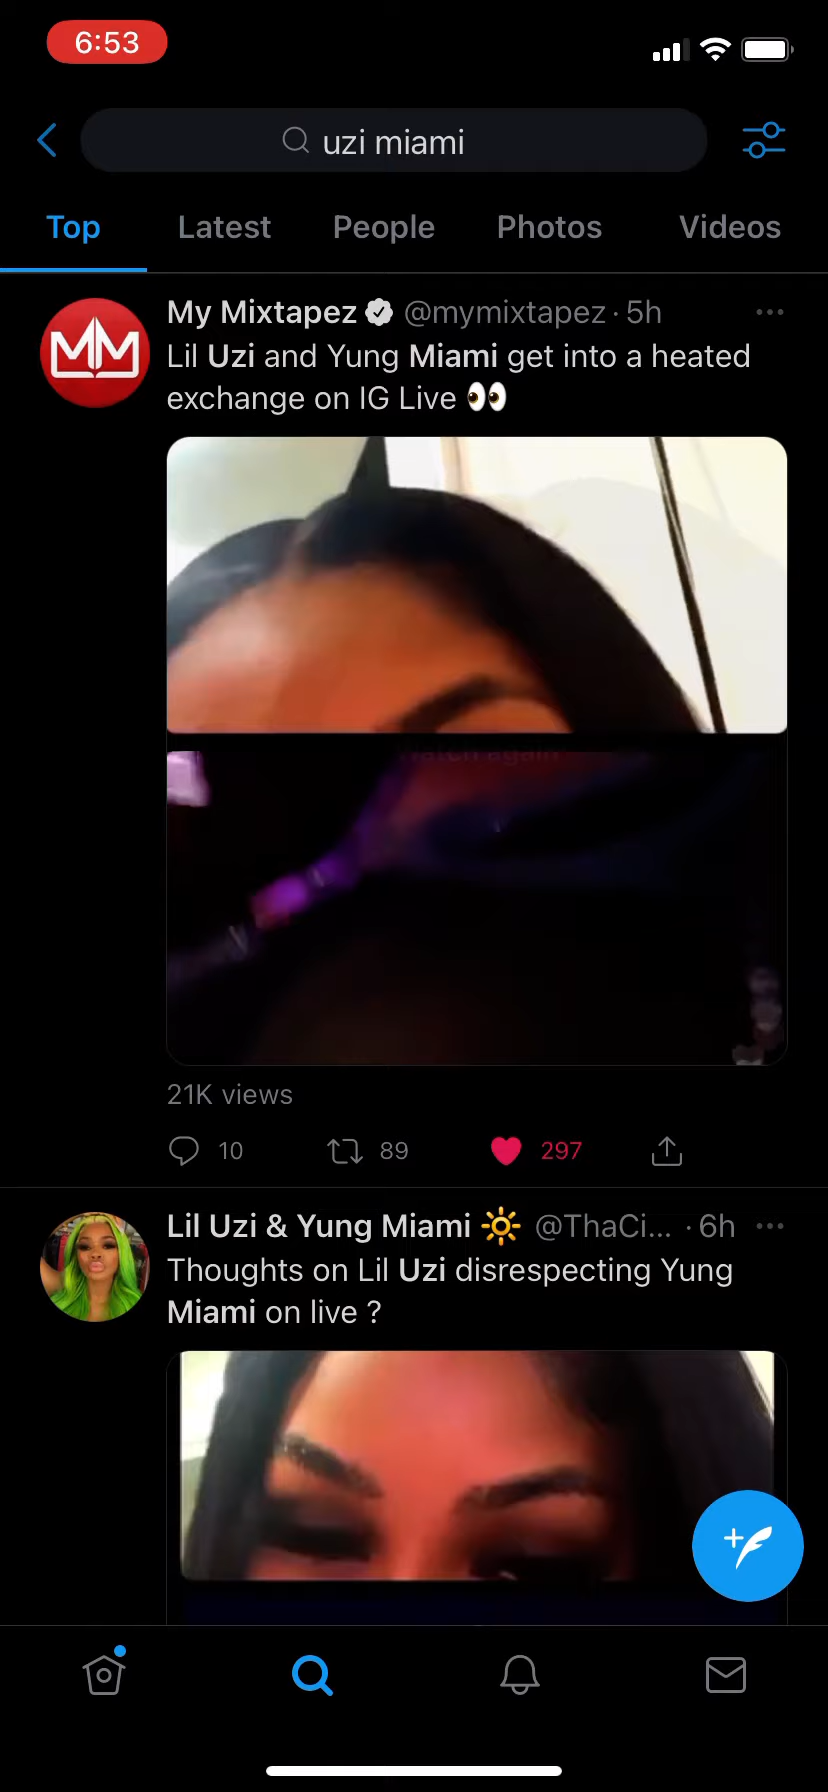 6:53
uzi miami
Top Latest People Photos Videos
My Mixtapez @mymixtapez · 5h
Lil Uzi and Yung Miami get into a heated
exchange on IG Live 👀
Watch again
21K views
10 89 297
Lil Uzi & Yung Miami 🔆 @ThaCi... · 6h
Thoughts on Lil Uzi disrespecting Yung
Miami on live ?